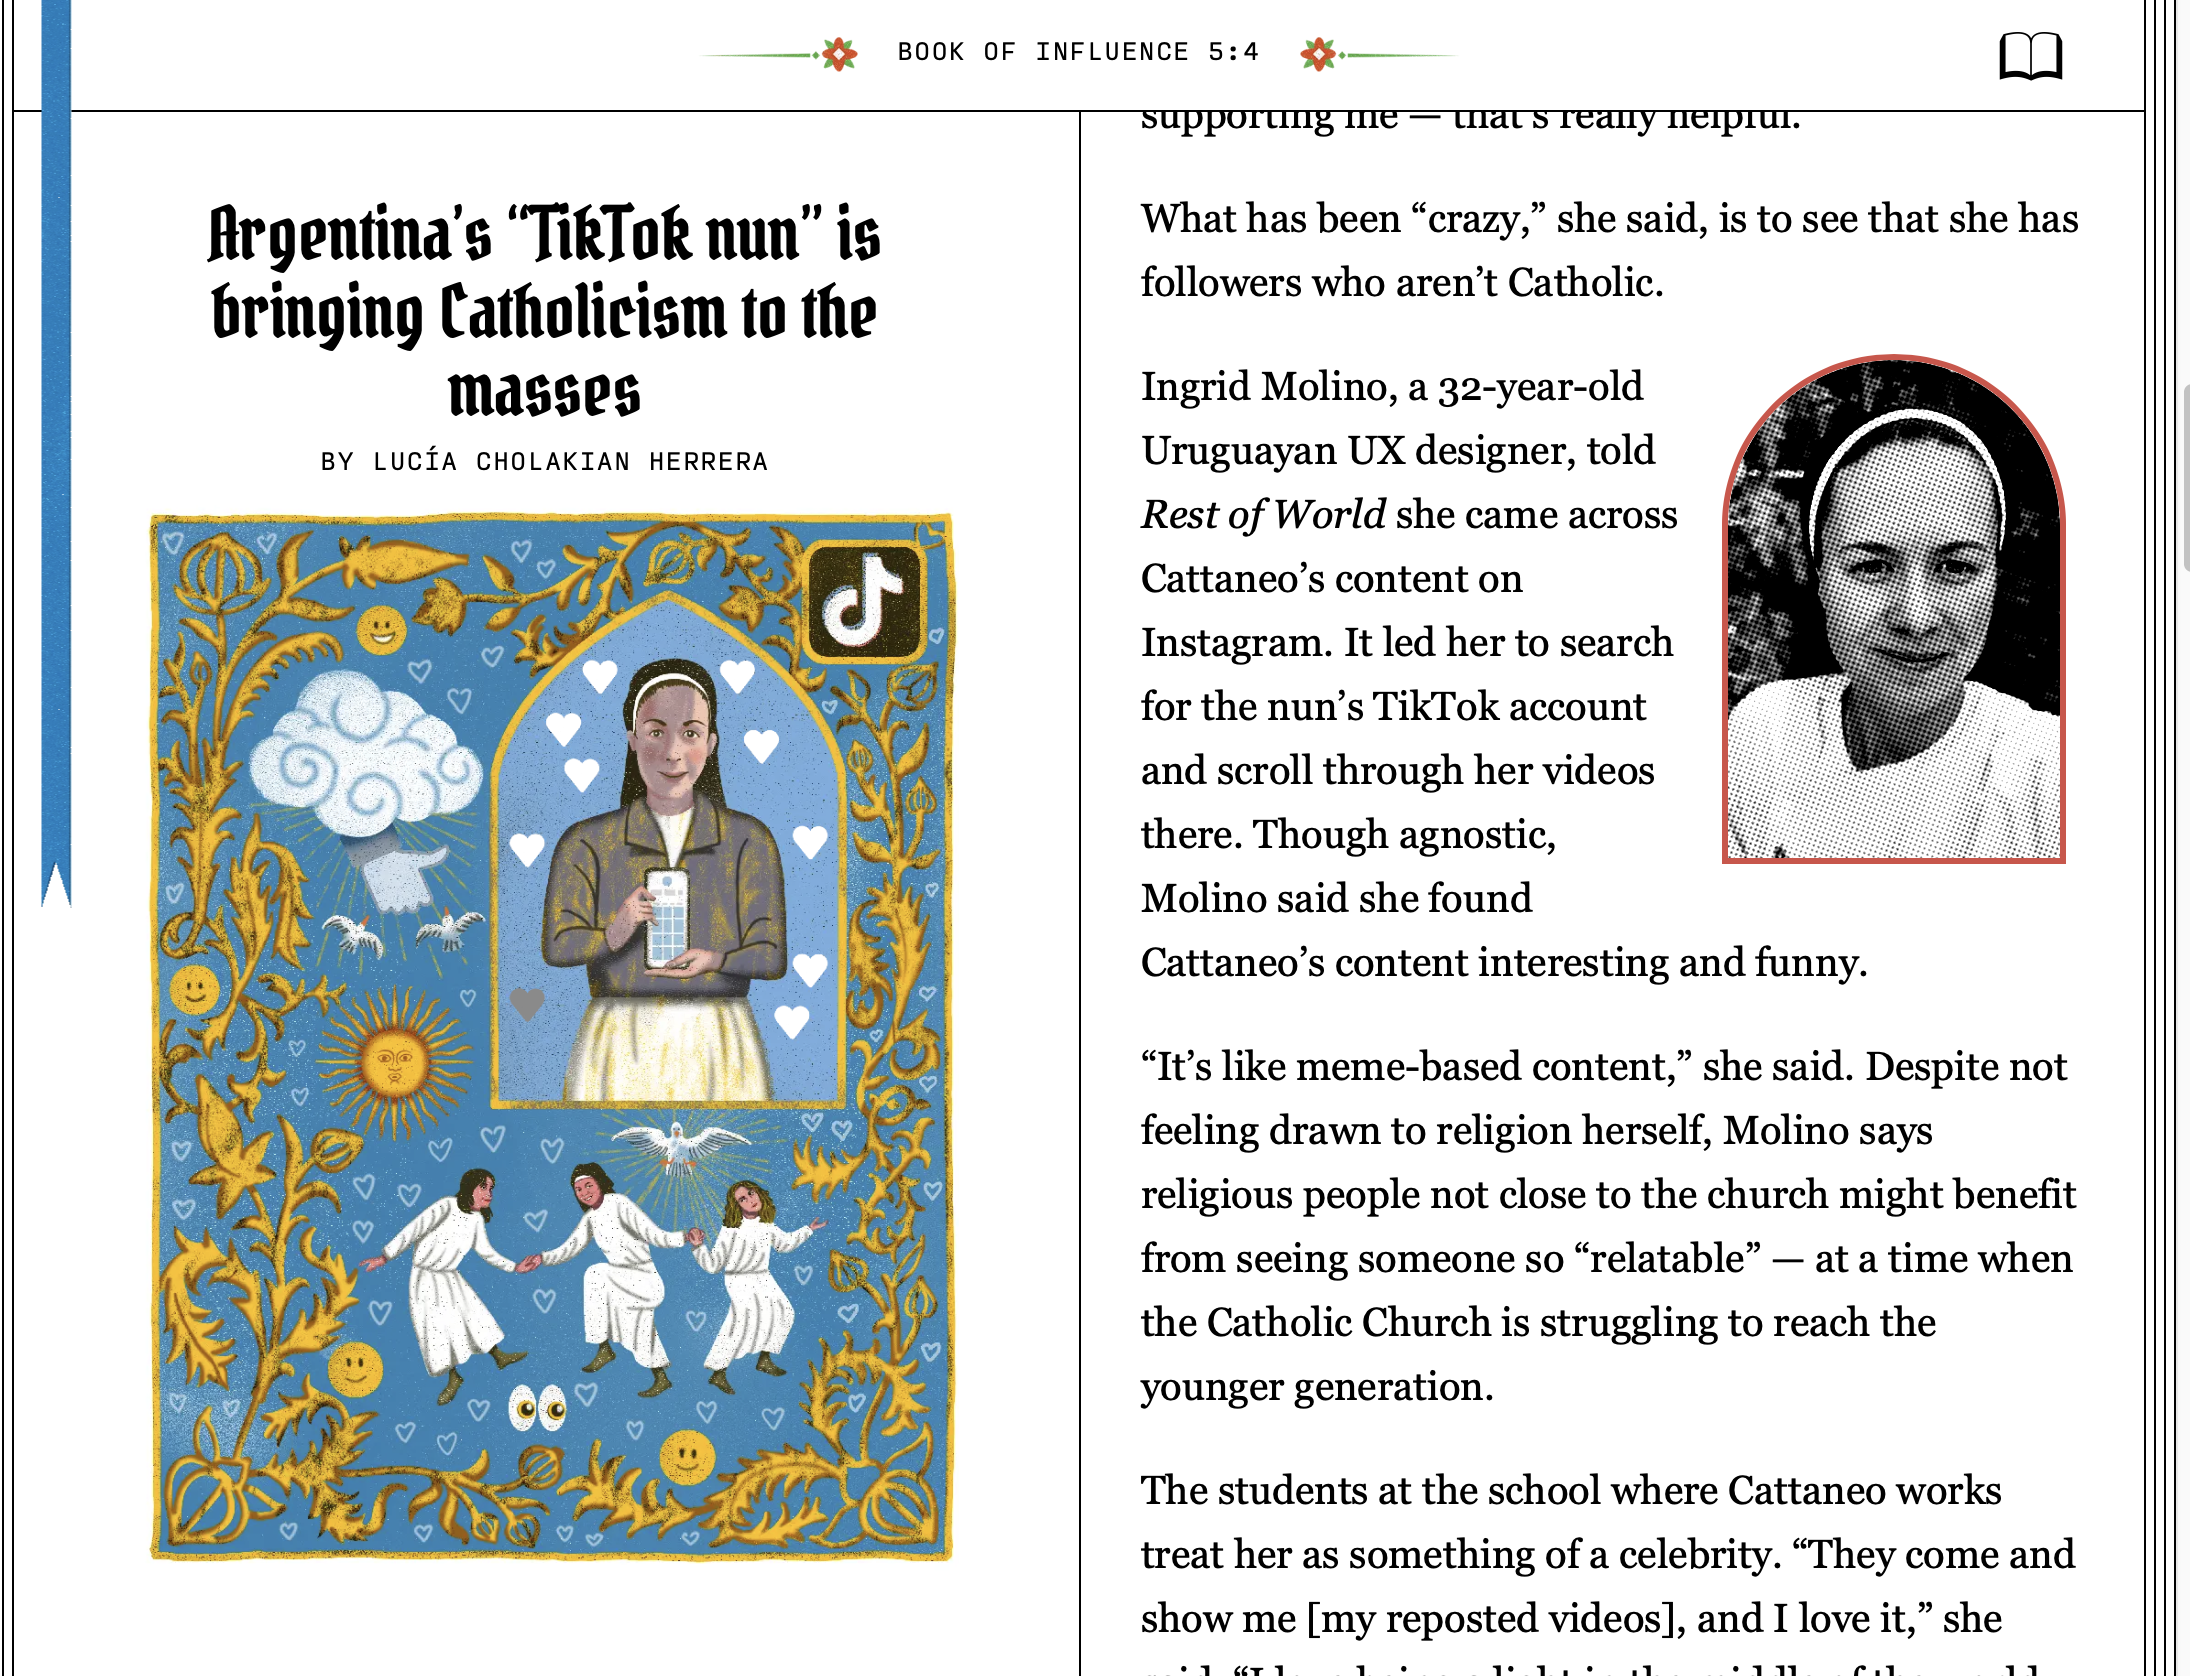 BOOK OF INFLUENCE 5:4
Argentina’s “TikTok nun” is
bringing Catholicism to the
masses
BY LUCÍA CHOLAKIAN HERRERA
supporting me — that’s really helpful.
What has been “crazy,” she said, is to see that she has
followers who aren’t Catholic.
Ingrid Molino, a 32-year-old
Uruguayan UX designer, told
Rest of World she came across
Cattaneo’s content on
Instagram. It led her to search
for the nun’s TikTok account
and scroll through her videos
there. Though agnostic,
Molino said she found
Cattaneo’s content interesting and funny.
“It’s like meme-based content,” she said. Despite not
feeling drawn to religion herself, Molino says
religious people not close to the church might benefit
from seeing someone so “relatable” — at a time when
the Catholic Church is struggling to reach the
younger generation.
The students at the school where Cattaneo works
treat her as something of a celebrity. “They come and
show me [my reposted videos], and I love it,” she